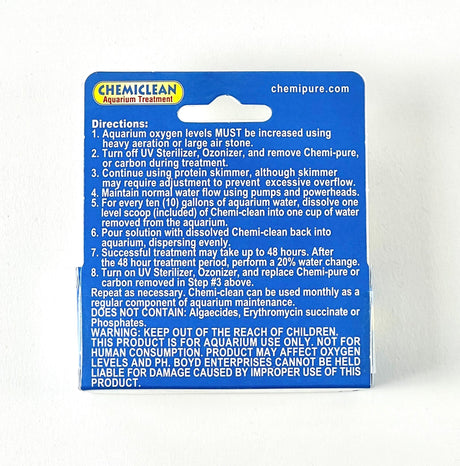 CHEMICLEAN
Aquarium Treatment
chemipure.com
Directions:
1. Aquarium oxygen levels MUST be increased using
heavy aeration or large air stone.
2. Turn off UV Sterilizer, Ozonizer, and remove Chemi-pure,
or carbon during treatment.
3. Continue using protein skimmer, although skimmer
may require adjustment to prevent excessive overflow.
4. Maintain normal water flow using pumps and powerheads.
5. For every ten (10) gallons of aquarium water, dissolve one
level scoop (included) of Chemi-clean into one cup of water
removed from the aquarium.
6. Pour solution with dissolved Chemi-clean back into
aquarium, dispersing evenly.
7. Successful treatment may take up to 48 hours. After
the 48 hour treatment period, perform a 20% water change.
8. Turn on UV Sterilizer, Ozonizer, and replace Chemi-pure or
carbon removed in Step #3 above.
Repeat as necessary. Chemi-clean can be used monthly as a
regular component of aquarium maintenance.
DOES NOT CONTAIN: Algaecides, Erythromycin succinate or
Phosphates.
WARNING: KEEP OUT OF THE REACH OF CHILDREN.
THIS PRODUCT IS FOR AQUARIUM USE ONLY. NOT FOR
HUMAN CONSUMPTION. PRODUCT MAY AFFECT OXYGEN
LEVELS AND PH. BOYD ENTERPRISES CANNOT BE HELD
LIABLE FOR DAMAGE CAUSED BY IMPROPER USE OF THIS
PRODUCT.